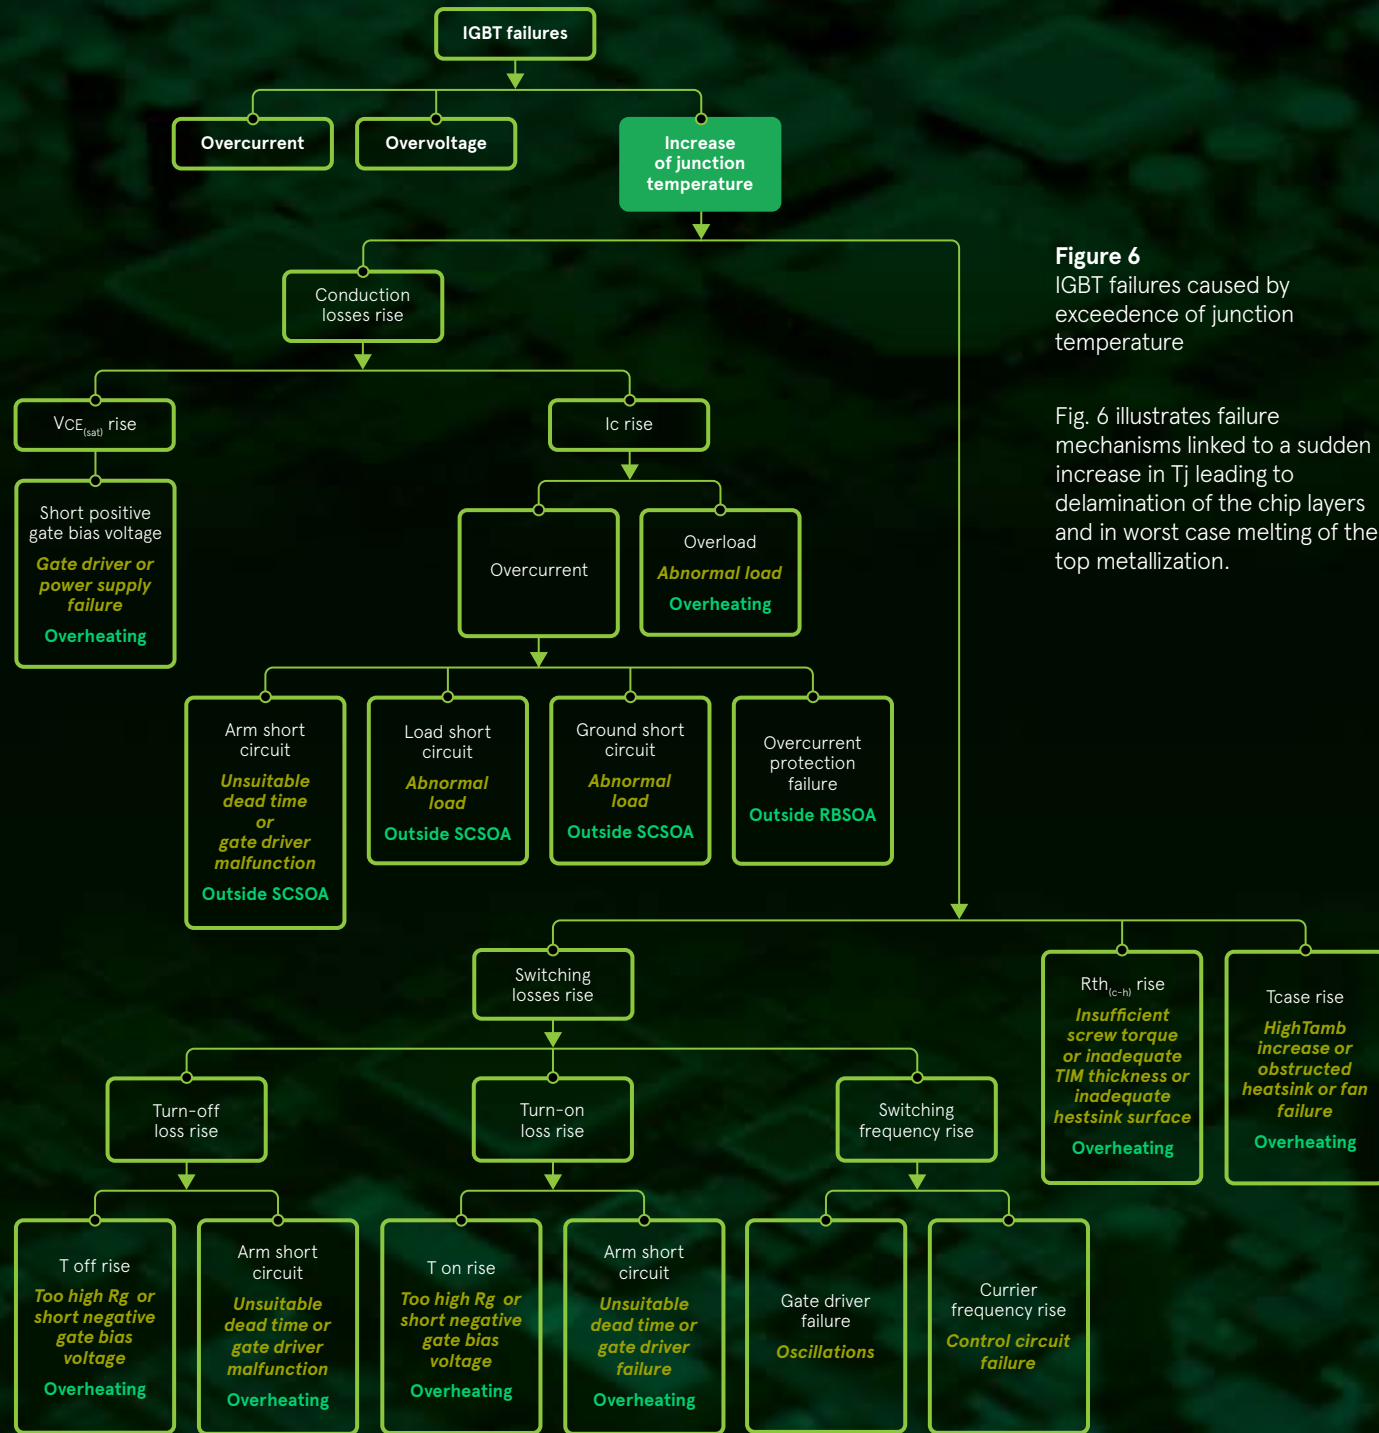 IGBT failures
Overcurrent
Overvoltage
Increase
of junction
temperature
Figure 6
IGBT failures caused by
exceedence of junction
temperature
Fig. 6 illustrates failure
mechanisms linked to a sudden
increase in Tj leading to
delamination of the chip layers
and in worst case melting of the
top metallization.
Conduction
losses rise
VCE(sat) rise
Ic rise
Short positive
gate bias voltage
Gate driver or
power supply
failure
Overheating
Overcurrent
Overload
Abnormal load
Overheating
Arm short
circuit
Unsuitable
dead time
or
gate driver
malfunction
Outside SCSOA
Load short
circuit
Abnormal
load
Outside SCSOA
Ground short
circuit
Abnormal
load
Outside SCSOA
Overcurrent
protection
failure
Outside RBSOA
Switching
losses rise
Rth(c-h) rise
Insufficient
screw torque
or inadequate
TIM thickness or
inadequate
hestsink surface
Overheating
Tcase rise
HighTamb
increase or
obstructed
heatsink or fan
failure
Overheating
Turn-off
loss rise
Turn-on
loss rise
Switching
frequency rise
T off rise
Too high Rg or
short negative
gate bias
voltage
Overheating
Arm short
circuit
Unsuitable
dead time or
gate driver
malfunction
Overheating
T on rise
Too high Rg or
short negative
gate bias
voltage
Overheating
Arm short
circuit
Unsuitable
dead time or
gate driver
failure
Overheating
Gate driver
failure
Oscillations
Currier
frequency rise
Control circuit
failure